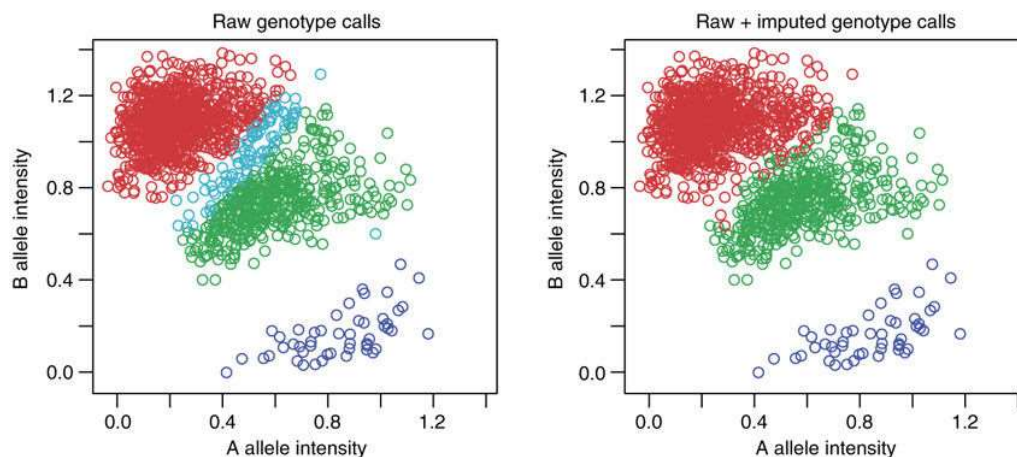 Raw genotype calls
1.2
0.8
0.4
0.0
B allele intensity
0.0 0.4 0.8 1.2
A allele intensity
Raw + imputed genotype calls
1.2
0.8
0.4
0.0
B allele intensity
0.0 0.4 0.8 1.2
A allele intensity